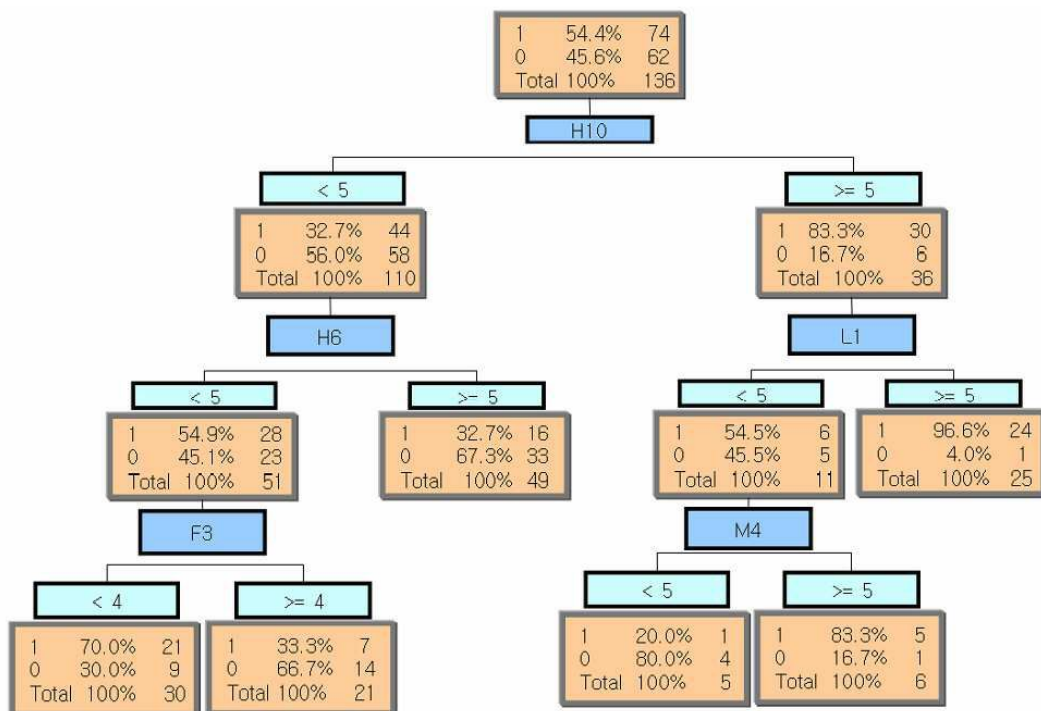 1 54.4% 74
0 45.6% 62
Total 100% 136
H10
< 5
>= 5
1 32.7% 44
0 56.0% 58
Total 100% 110
1 83.3% 30
0 16.7% 6
Total 100% 36
H6
L1
< 5
>= 5
< 5
>= 5
1 54.9% 28
0 45.1% 23
Total 100% 51
1 32.7% 16
0 67.3% 33
Total 100% 49
1 54.5% 6
0 45.5% 5
Total 100% 11
1 96.6% 24
0 4.0% 1
Total 100% 25
F3
M4
< 4
>= 4
< 5
>= 5
1 70.0% 21
0 30.0% 9
Total 100% 30
1 33.3% 7
0 66.7% 14
Total 100% 21
1 20.0% 1
0 80.0% 4
Total 100% 5
1 83.3% 5
0 16.7% 1
Total 100% 6